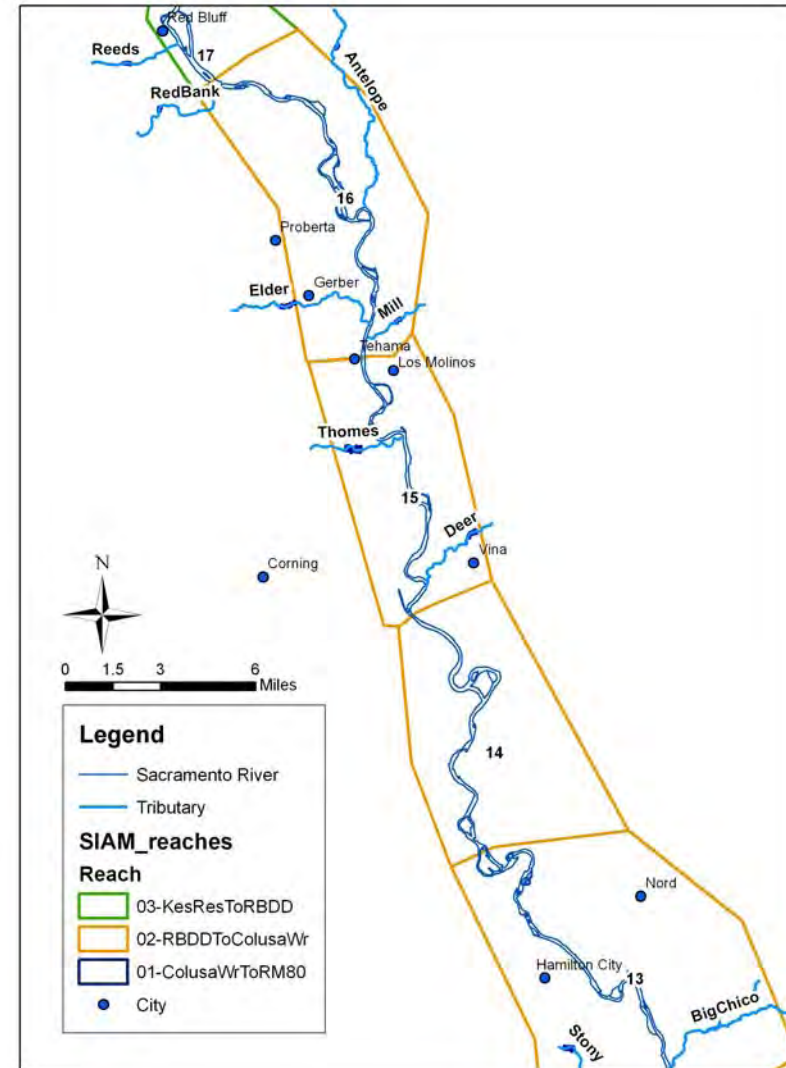 Red Bluff
Reeds
17
RedBank
Antelope
16
Proberta
Elder
Gerber
Mill
Tehama
Los Molinos
Thomes
15
Deer
Vina
Corning
N
0 1.5 3 6
Miles
14
Legend
Sacramento River
Tributary
SIAM_reaches
Reach
03-KesResToRBDD
02-RBDDToColusaWr
01-ColusaWrToRM80
City
Nord
Hamilton City
13
BigChico
Stony